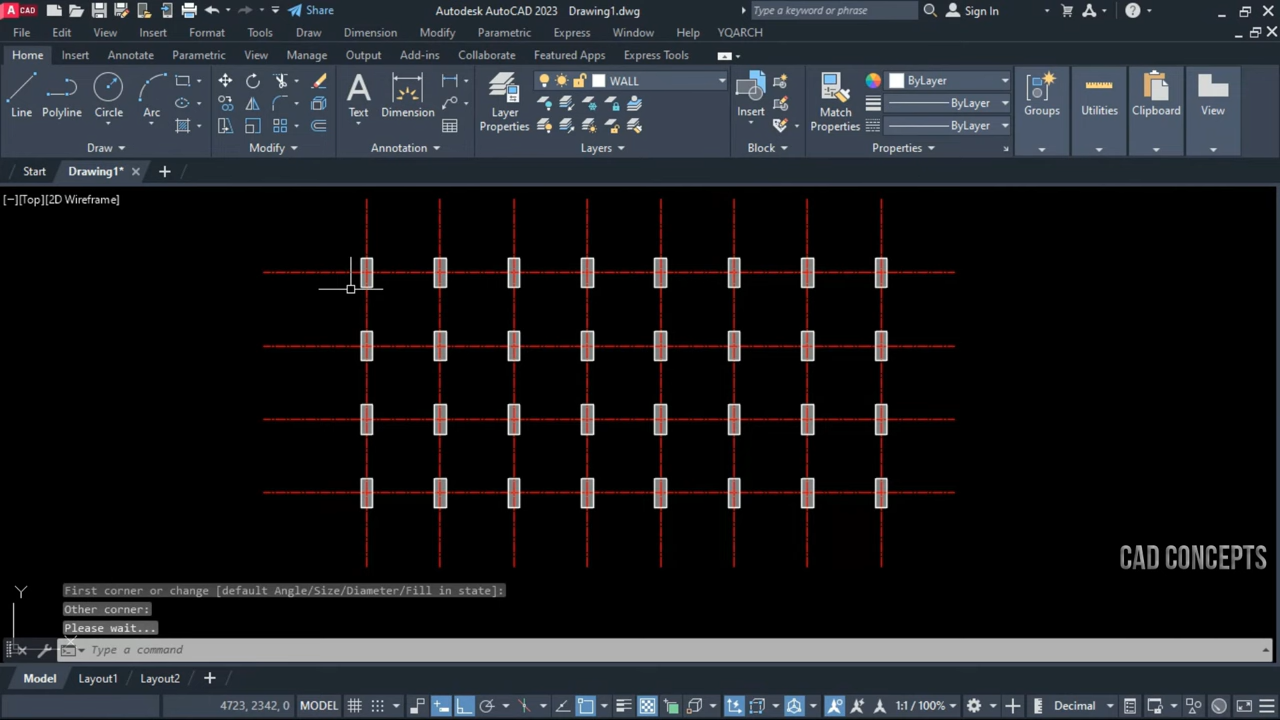 CAD Share Autodesk AutoCAD 2023 Drawing1.dwg Type a keyword or phrase Sign In
File Edit View Insert Format Tools Draw Dimension Modify Parametric Express Window Help YQARCH
Home Insert Annotate Parametric View Manage Output Add-ins Collaborate Featured Apps Express Tools
WALL ByLayer
ByLayer
ByLayer
Line Polyline Circle Arc Text Dimension Layer Properties Insert Match Properties Groups Utilities Clipboard View
Draw Modify Annotation Layers Block Properties
Start Drawing1*
[−][Top][2D Wireframe]
CAD CONCEPTS
Y
First corner or change [default Angle/Size/Diameter/Fill in state]:
Other corner:
Please wait...
Type a command
Model Layout1 Layout2
4723, 2342, 0 MODEL 1:1 / 100% Decimal